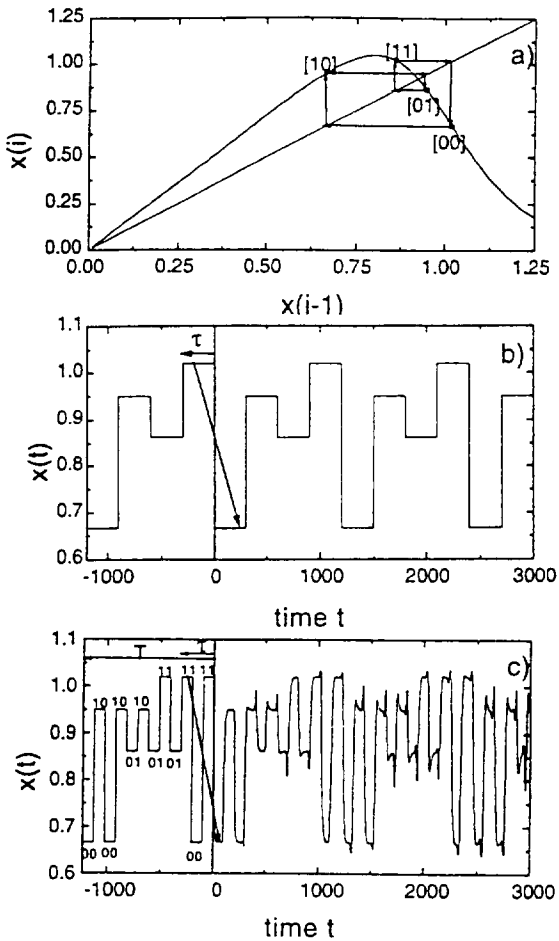 1.25
1.00
0.75
0.50
0.25
0.00
x(i)
[10]
[11]
[01]
[00]
a)
0.00 0.25 0.50 0.75 1.00 1.25
x(i-1)
1.1
1.0
0.9
0.8
0.7
0.6
x(t)
τ
b)
-1000 0 1000 2000 3000
time t
1.1
1.0
0.9
0.8
0.7
0.6
x(t)
T τ
c)
11 11 11
10 10 10
01 01 01
00 00 00
-1000 0 1000 2000 3000
time t